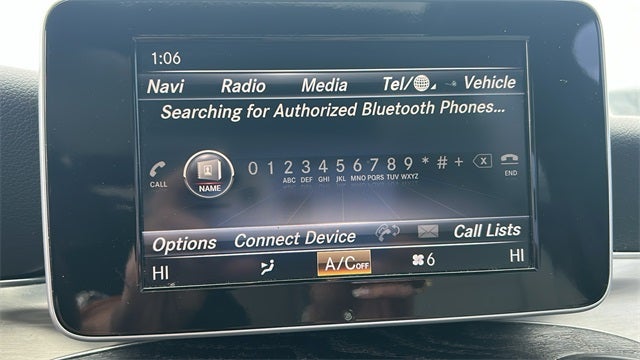 1:06
Navi Radio Media Tel/ Vehicle
Searching for Authorized Bluetooth Phones...
0 1 2 3 4 5 6 7 8 9 * # +
ABC DEF GHI JKL MNO PQRS TUV WXYZ
CALL NAME END
Options Connect Device Call Lists
HI A/C OFF 6 HI